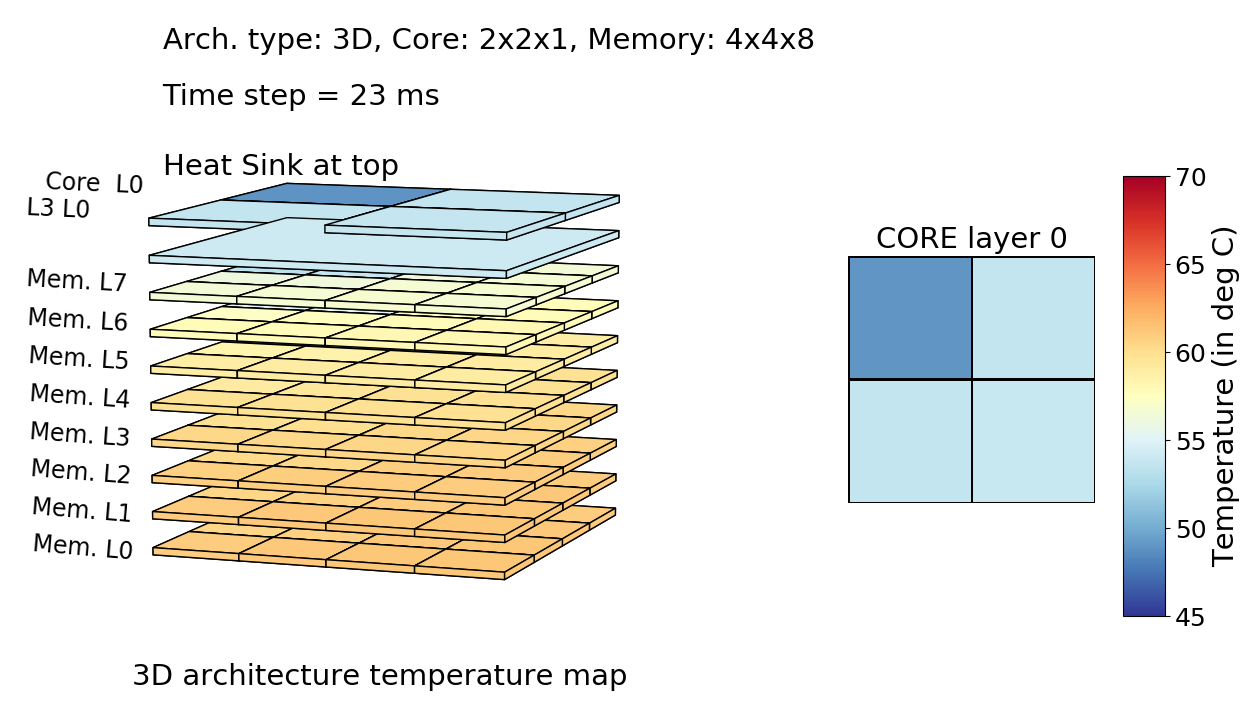 Arch. type: 3D, Core: 2x2x1, Memory: 4x4x8
Time step = 23 ms
Heat Sink at top
Core  L0
L3 L0
Mem. L7
Mem. L6
Mem. L5
Mem. L4
Mem. L3
Mem. L2
Mem. L1
Mem. L0
3D architecture temperature map
CORE layer 0
70
65
60
55
50
45
Temperature (in deg C)